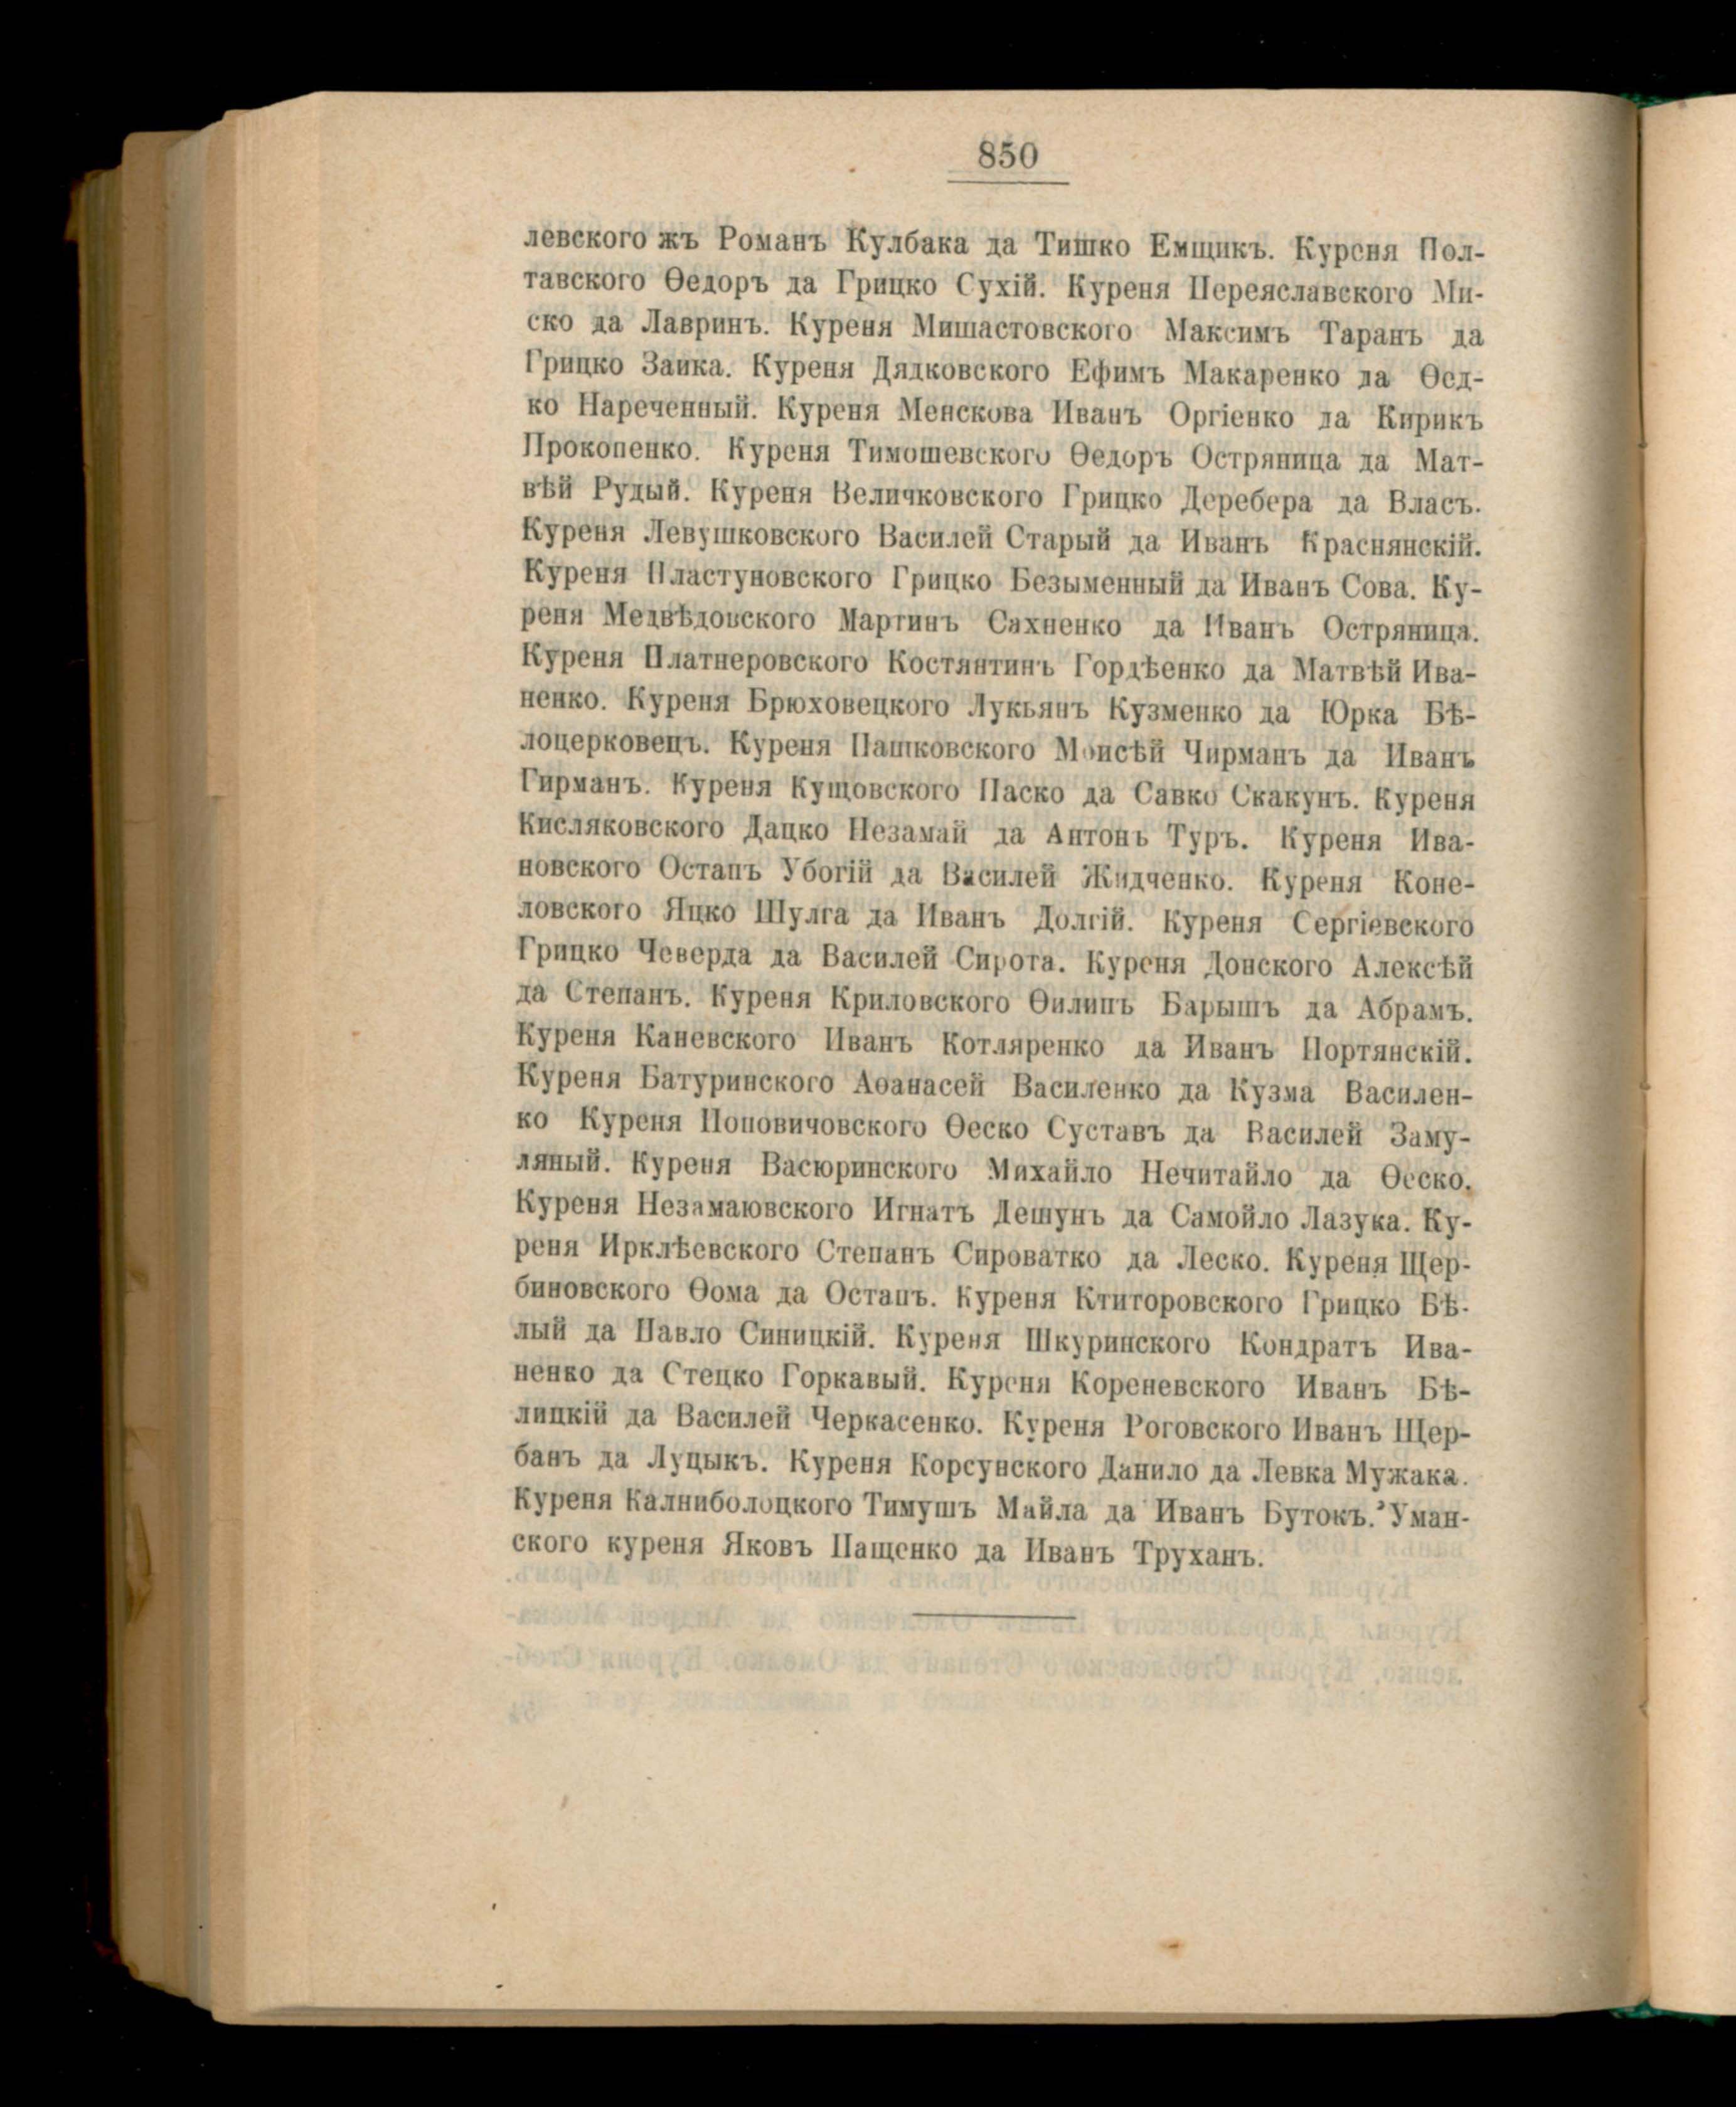 850
левского жъ Романъ Кулбака да Тишко Емщикъ. Куреня Пол-
тавского Ѳедоръ да Грицко Сухій. Куреня Переяславского Ми-
ско да Лавринъ. Куреня Мишастовского Максимъ Таранъ да
Грицко Заика. Куреня Дядковского Ефимъ Макаренко да Ѳед-
ко Нареченный. Куреня Менскова Иванъ Оргіенко да Кирикъ
Прокопенко. Куреня Тимошевского Ѳедоръ Остряница да Мат-
вѣй Рудый. Куреня Величковского Грицко Деребера да Власъ.
Куреня Левушковского Василей Старый да Иванъ Краснянскій.
Куреня Пластуновского Грицко Безыменный да Иванъ Сова. Ку-
реня Медвѣдовского Мартинъ Сахненко да Иванъ Остряница.
Куреня Платнеровского Костянтинъ Гордѣенко да Матвѣй Ива-
ненко. Куреня Брюховецкого Лукьянъ Кузменко да Юрка Бѣ-
лоцерковецъ. Куреня Пашковского Моисѣй Чирманъ да Иванъ
Гирманъ. Куреня Кущовского Паско да Савко Скакунъ. Куреня
Кисляковского Дацко Незамай да Антонъ Туръ. Куреня Ива-
новского Остапъ Убогій да Василей Жидченко. Куреня Коне-
ловского Яцко Шулга да Иванъ Долгій. Куреня Сергіевского
Грицко Чеверда да Василей Сирота. Куреня Донского Алексѣй
да Степанъ. Куреня Криловского Ѳилипъ Барышъ да Абрамъ.
Куреня Каневского Иванъ Котляренко да Иванъ Портянскій.
Куреня Батуринского Аѳанасей Василенко да Кузма Василен-
ко Куреня Поповичовского Ѳеско Суставъ да Василей Заму-
ляный. Куреня Васюринского Михайло Нечитайло да Ѳеско.
Куреня Незамаювского Игнатъ Дешунъ да Самойло Лазука. Ку-
реня Ирклѣевского Степанъ Сироватко да Леско. Куреня Щер-
биновского Ѳома да Остапъ. Куреня Ктиторовского Грицко Бѣ-
лый да Павло Синицкій. Куреня Шкуринского Кондратъ Ива-
ненко да Стецко Горкавый. Куреня Кореневского Иванъ Бѣ-
лицкій да Василей Черкасенко. Куреня Роговского Иванъ Щер-
банъ да Луцыкъ. Куреня Корсунского Данило да Левка Мужака.
Куреня Калниболоцкого Тимушъ Майла да Иванъ Бутокъ. Уман-
ского куреня Яковъ Пащенко да Иванъ Труханъ.